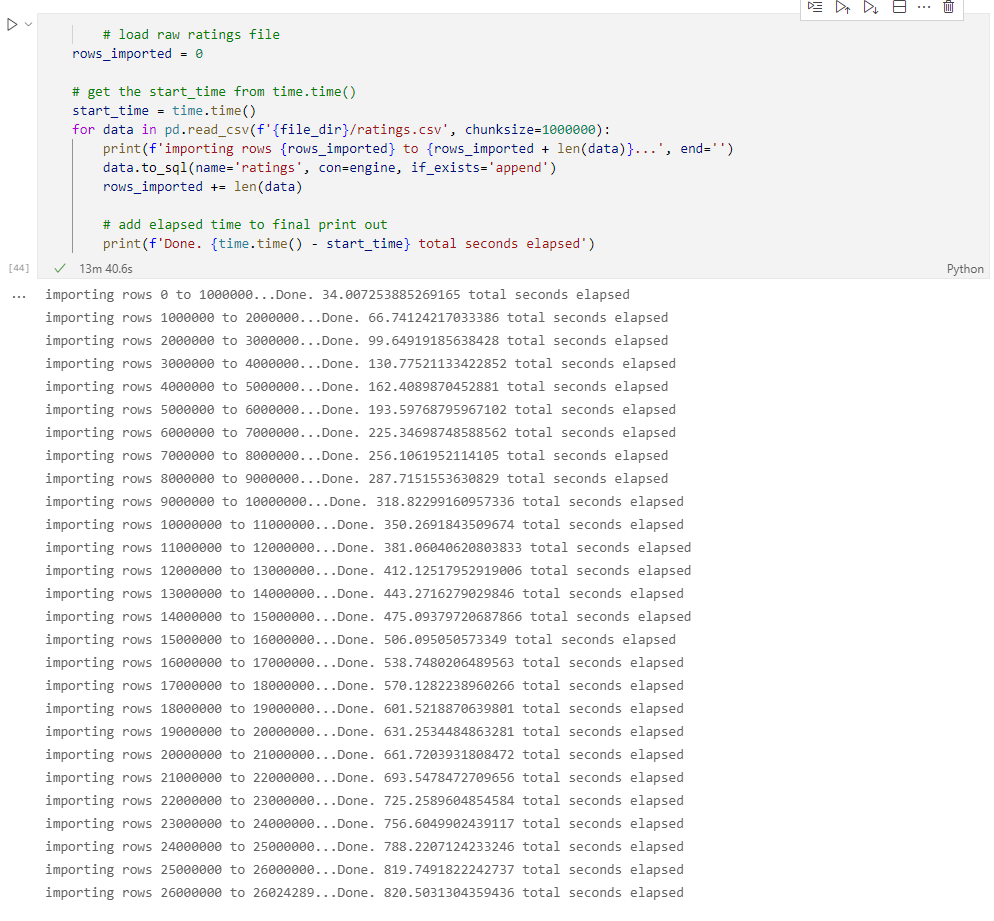 # load raw ratings file
rows_imported = 0
# get the start_time from time.time()
start_time = time.time()
for data in pd.read_csv(f'{file_dir}/ratings.csv', chunksize=1000000):
print(f'importing rows {rows_imported} to {rows_imported + len(data)}...', end='')
data.to_sql(name='ratings', con=engine, if_exists='append')
rows_imported += len(data)
# add elapsed time to final print out
print(f'Done. {time.time() - start_time} total seconds elapsed')
[44] 13m 40.6s Python
importing rows 0 to 1000000...Done. 34.007253885269165 total seconds elapsed
importing rows 1000000 to 2000000...Done. 66.74124217033386 total seconds elapsed
importing rows 2000000 to 3000000...Done. 99.64919185638428 total seconds elapsed
importing rows 3000000 to 4000000...Done. 130.77521133422852 total seconds elapsed
importing rows 4000000 to 5000000...Done. 162.4089870452881 total seconds elapsed
importing rows 5000000 to 6000000...Done. 193.59768795967102 total seconds elapsed
importing rows 6000000 to 7000000...Done. 225.34698748588562 total seconds elapsed
importing rows 7000000 to 8000000...Done. 256.1061952114105 total seconds elapsed
importing rows 8000000 to 9000000...Done. 287.7151553630829 total seconds elapsed
importing rows 9000000 to 10000000...Done. 318.82299160957336 total seconds elapsed
importing rows 10000000 to 11000000...Done. 350.2691843509674 total seconds elapsed
importing rows 11000000 to 12000000...Done. 381.06040620803833 total seconds elapsed
importing rows 12000000 to 13000000...Done. 412.12517952919006 total seconds elapsed
importing rows 13000000 to 14000000...Done. 443.2716279029846 total seconds elapsed
importing rows 14000000 to 15000000...Done. 475.09379720687866 total seconds elapsed
importing rows 15000000 to 16000000...Done. 506.095050573349 total seconds elapsed
importing rows 16000000 to 17000000...Done. 538.7480206489563 total seconds elapsed
importing rows 17000000 to 18000000...Done. 570.1282238960266 total seconds elapsed
importing rows 18000000 to 19000000...Done. 601.5218870639801 total seconds elapsed
importing rows 19000000 to 20000000...Done. 631.2534484863281 total seconds elapsed
importing rows 20000000 to 21000000...Done. 661.7203931808472 total seconds elapsed
importing rows 21000000 to 22000000...Done. 693.5478472709656 total seconds elapsed
importing rows 22000000 to 23000000...Done. 725.2589604854584 total seconds elapsed
importing rows 23000000 to 24000000...Done. 756.6049902439117 total seconds elapsed
importing rows 24000000 to 25000000...Done. 788.2207124233246 total seconds elapsed
importing rows 25000000 to 26000000...Done. 819.7491822242737 total seconds elapsed
importing rows 26000000 to 26024289...Done. 820.5031304359436 total seconds elapsed